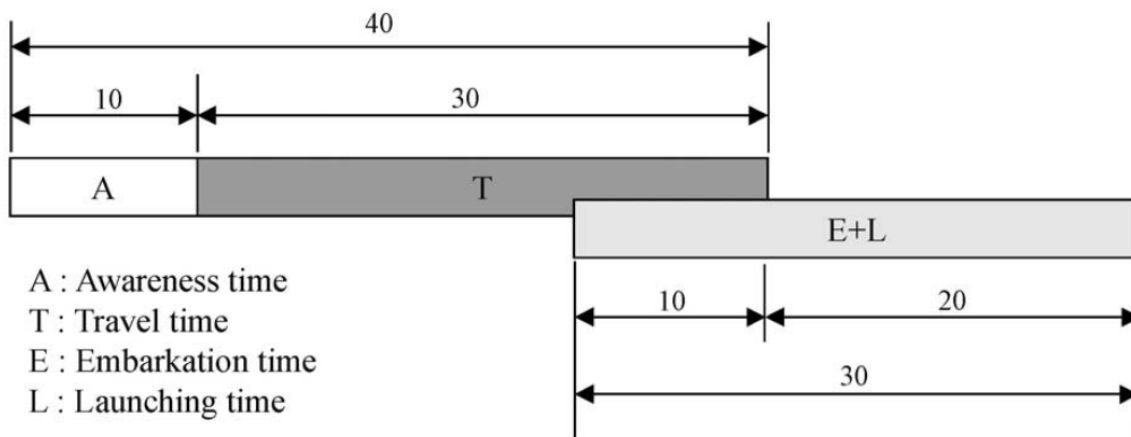 40
10 30
A T
E+L
A : Awareness time
10 20
T : Travel time
E : Embarkation time
30
L : Launching time